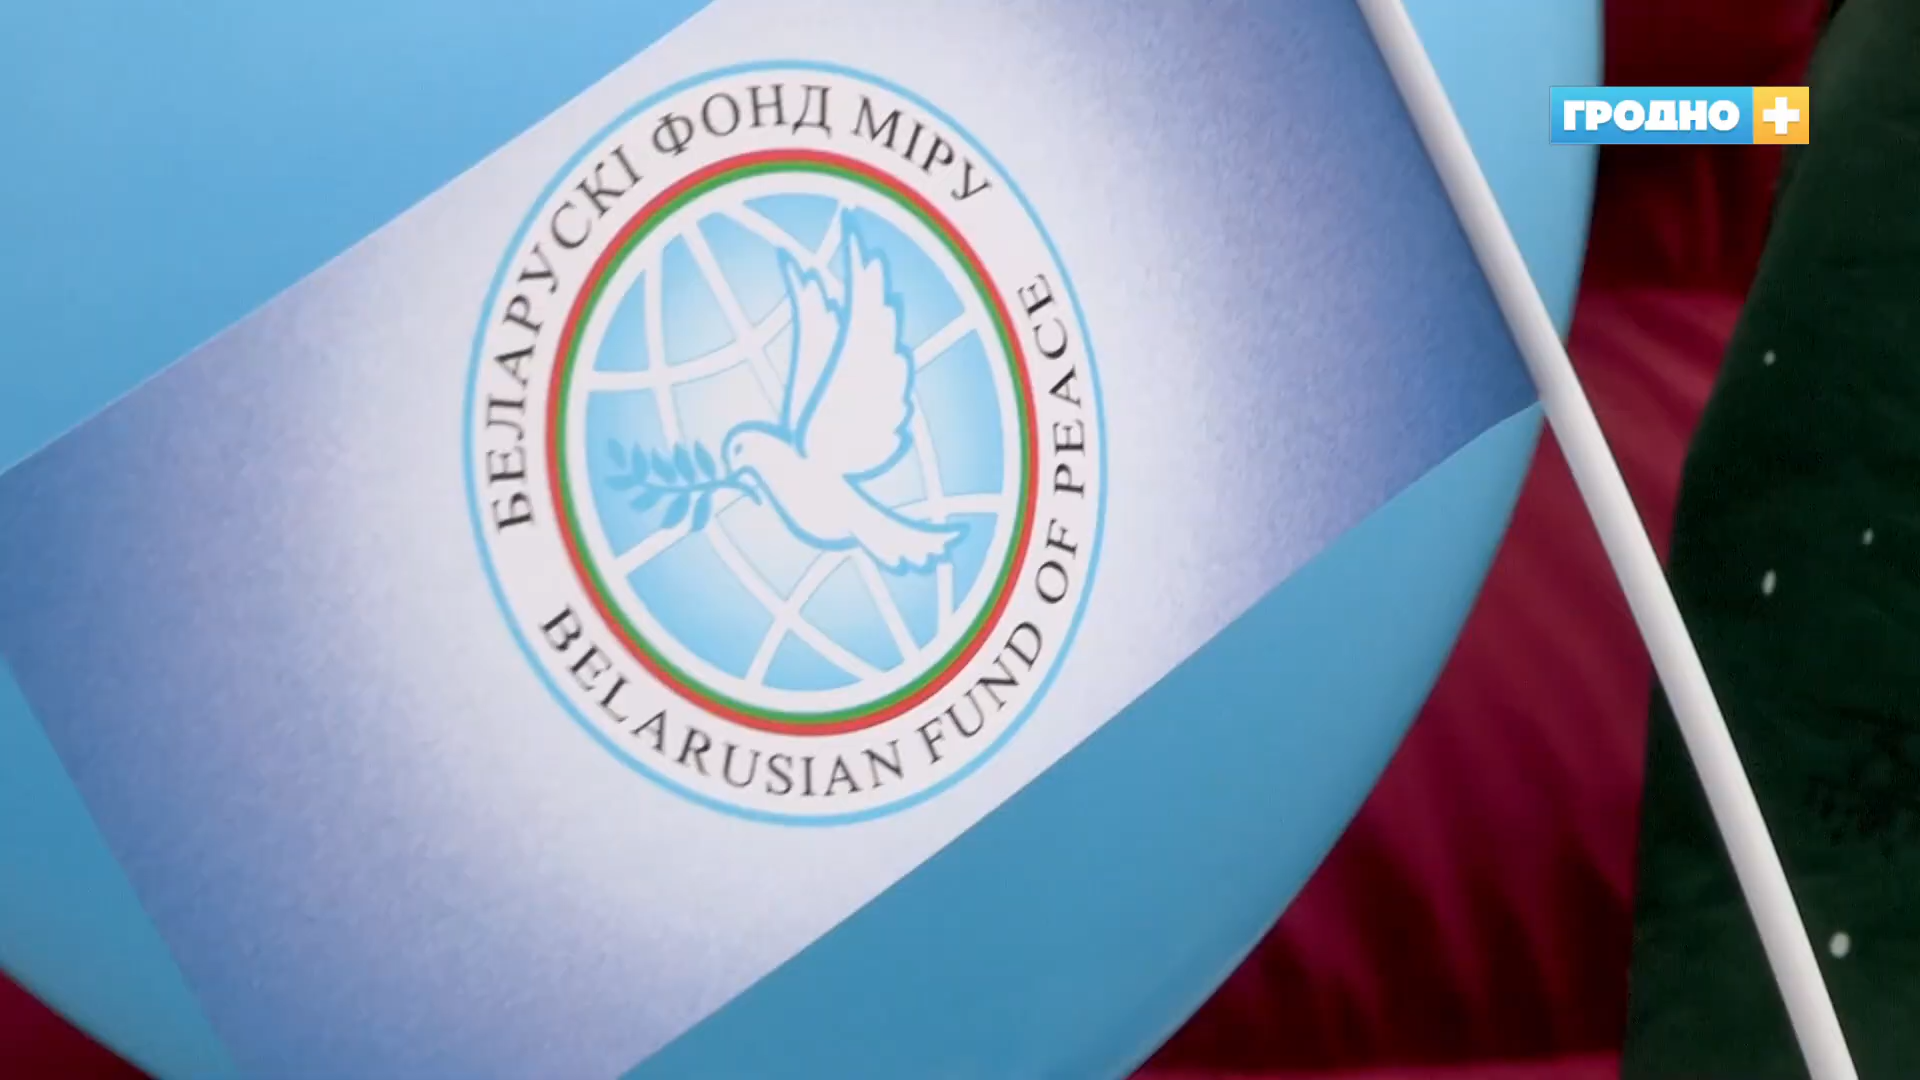 БЕЛАРУСКІ ФОНД МІРУ
BELARUSIAN FUND OF PEACE
ГРОДНО +